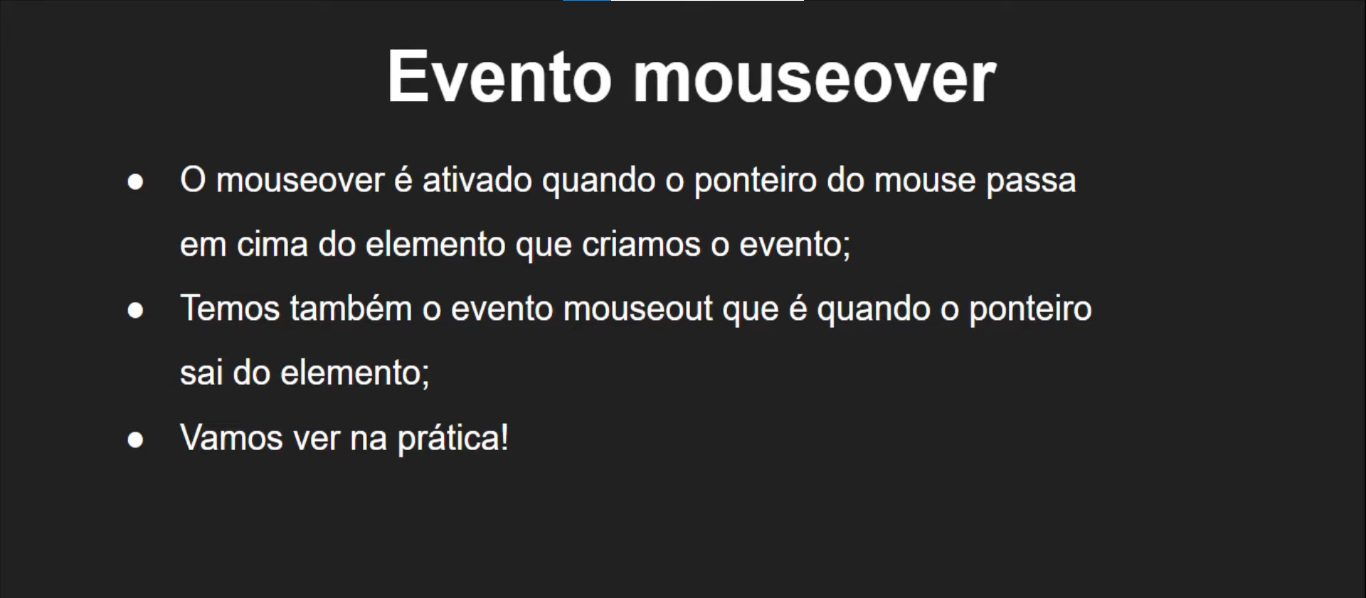 Evento mouseover
● O mouseover é ativado quando o ponteiro do mouse passa
em cima do elemento que criamos o evento;
● Temos também o evento mouseout que é quando o ponteiro
sai do elemento;
● Vamos ver na prática!